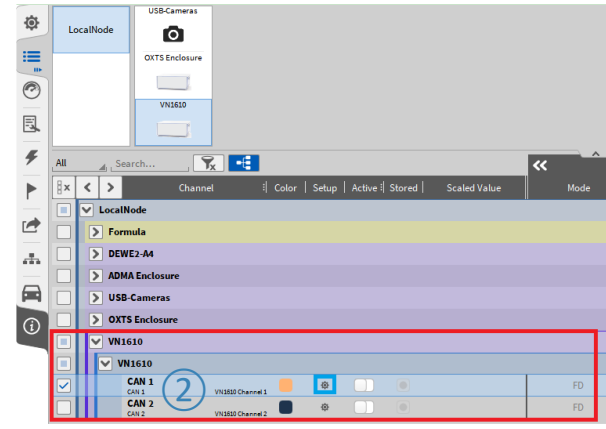 USB-Cameras
LocalNode
OXTS Enclosure
VN1610
All Search...
Channel Color Setup Active Stored Scaled Value Mode
LocalNode
Formula
DEWE2-A4
ADMA Enclosure
USB-Cameras
OXTS Enclosure
VN1610
VN1610
CAN 1
CAN 1 VN1610 Channel 1 FD
2
CAN 2
CAN 2 VN1610 Channel 2 FD